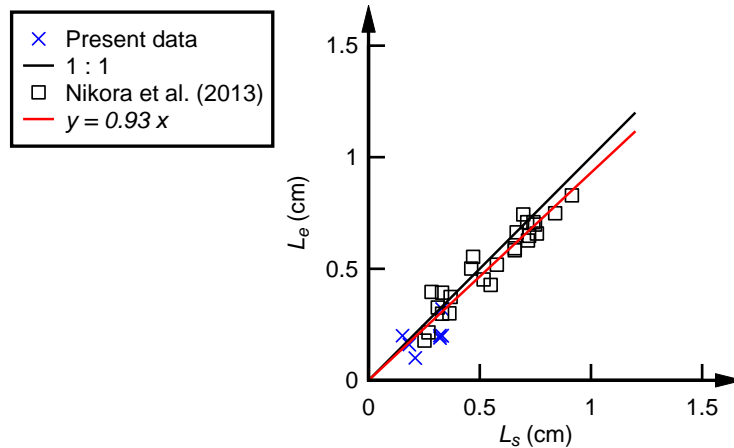 Present data
1 : 1
Nikora et al. (2013)
y = 0.93 x
1.5
1
0.5
0
L_e (cm)
0
0.5
1
1.5
L_s (cm)